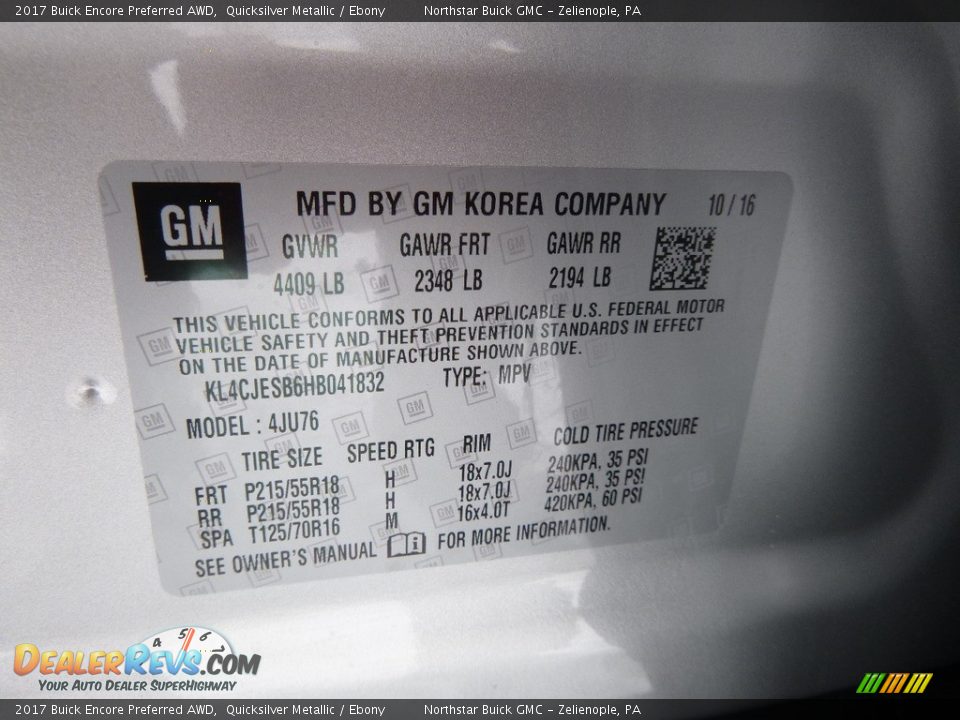 2017 Buick Encore Preferred AWD, Quicksilver Metallic / Ebony Northstar Buick GMC - Zelienople, PA
GM MFD BY GM KOREA COMPANY 10 / 16
GVWR GAWR FRT GAWR RR
4409 LB 2348 LB 2194 LB
THIS VEHICLE CONFORMS TO ALL APPLICABLE U.S. FEDERAL MOTOR
VEHICLE SAFETY AND THEFT PREVENTION STANDARDS IN EFFECT
ON THE DATE OF MANUFACTURE SHOWN ABOVE.
KL4CJESB6HB041832 TYPE: MPV
MODEL : 4JU76
TIRE SIZE SPEED RTG RIM COLD TIRE PRESSURE
FRT P215/55R18 H 18x7.0J 240KPA, 35 PSI
RR P215/55R18 H 18x7.0J 240KPA, 35 PSI
SPA T125/70R16 M 16x4.0T 420KPA, 60 PSI
SEE OWNER'S MANUAL FOR MORE INFORMATION.
4 5 6
DEALERREVS.COM
YOUR AUTO DEALER SUPERHIGHWAY
2017 Buick Encore Preferred AWD, Quicksilver Metallic / Ebony Northstar Buick GMC - Zelienople, PA